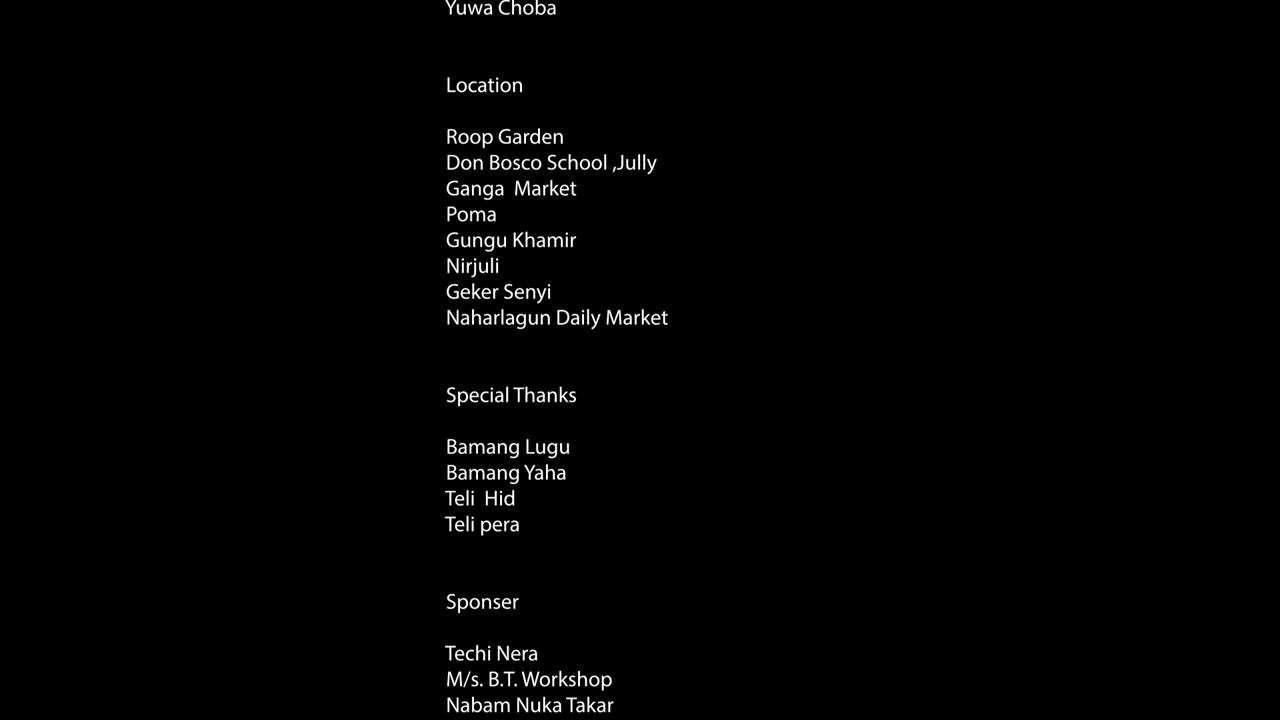 Yuwa Choba
Location
Roop Garden
Don Bosco School ,Jully
Ganga  Market
Poma
Gungu Khamir
Nirjuli
Geker Senyi
Naharlagun Daily Market
Special Thanks
Bamang Lugu
Bamang Yaha
Teli  Hid
Teli pera
Sponser
Techi Nera
M/s. B.T. Workshop
Nabam Nuka Takar